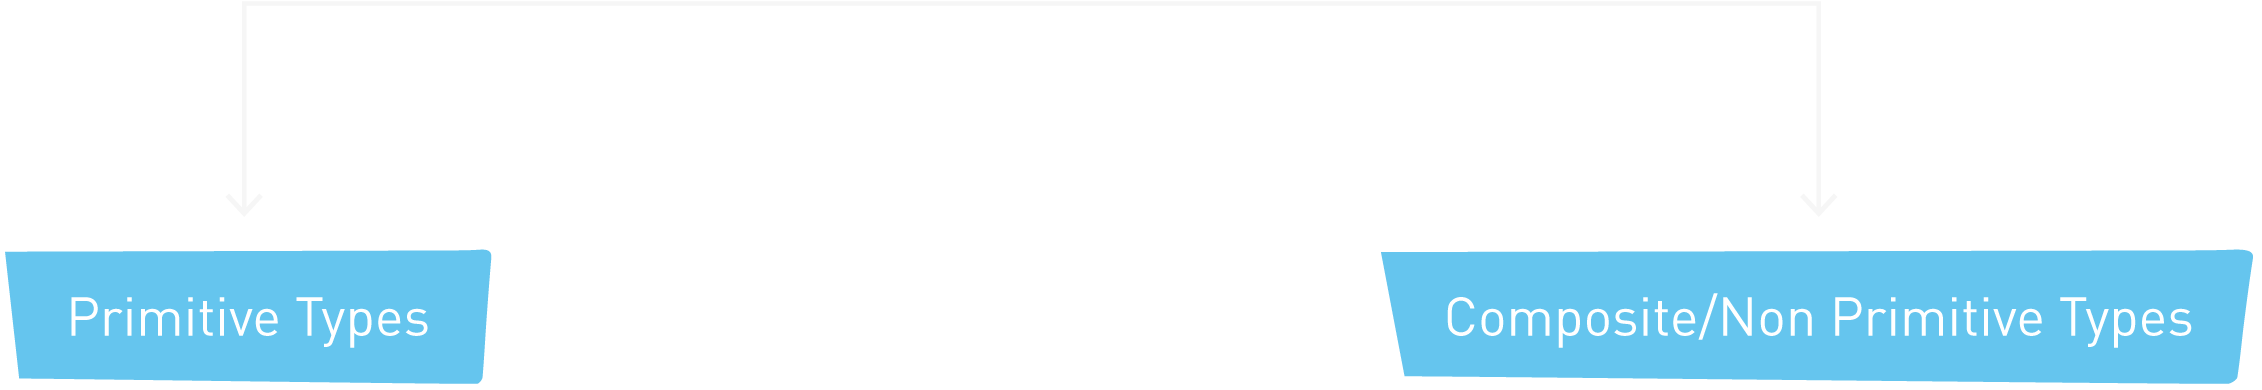 Primitive Types
Composite/Non Primitive Types